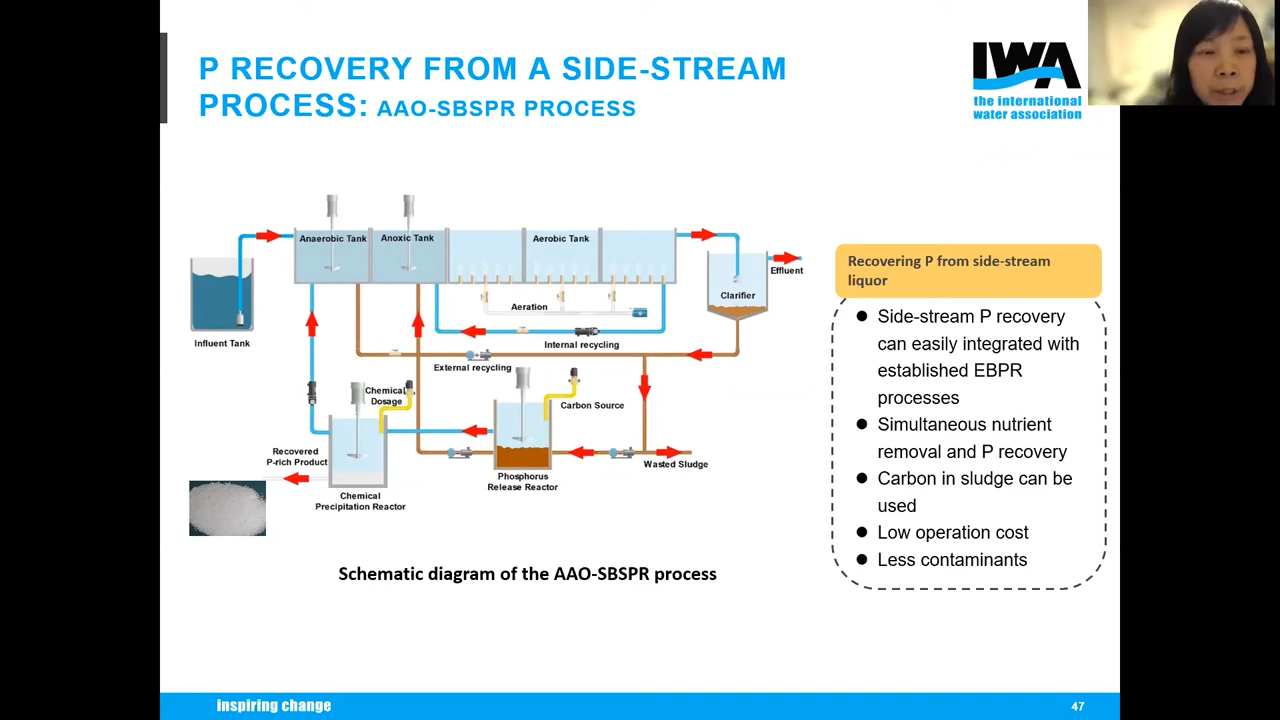 P RECOVERY FROM A SIDE-STREAM
PROCESS: AAO-SBSPR PROCESS
IWA
the international
water association
Anaerobic Tank
Anoxic Tank
Aerobic Tank
Effluent
Clarifier
Aeration
Influent Tank
Internal recycling
External recycling
Chemical
Dosage
Carbon Source
Recovered
P-rich Product
Wasted Sludge
Phosphorus
Release Reactor
Chemical
Precipitation Reactor
Schematic diagram of the AAO-SBSPR process
Recovering P from side-stream
liquor
● Side-stream P recovery
can easily integrated with
established EBPR
processes
● Simultaneous nutrient
removal and P recovery
● Carbon in sludge can be
used
● Low operation cost
● Less contaminants
inspiring change
47